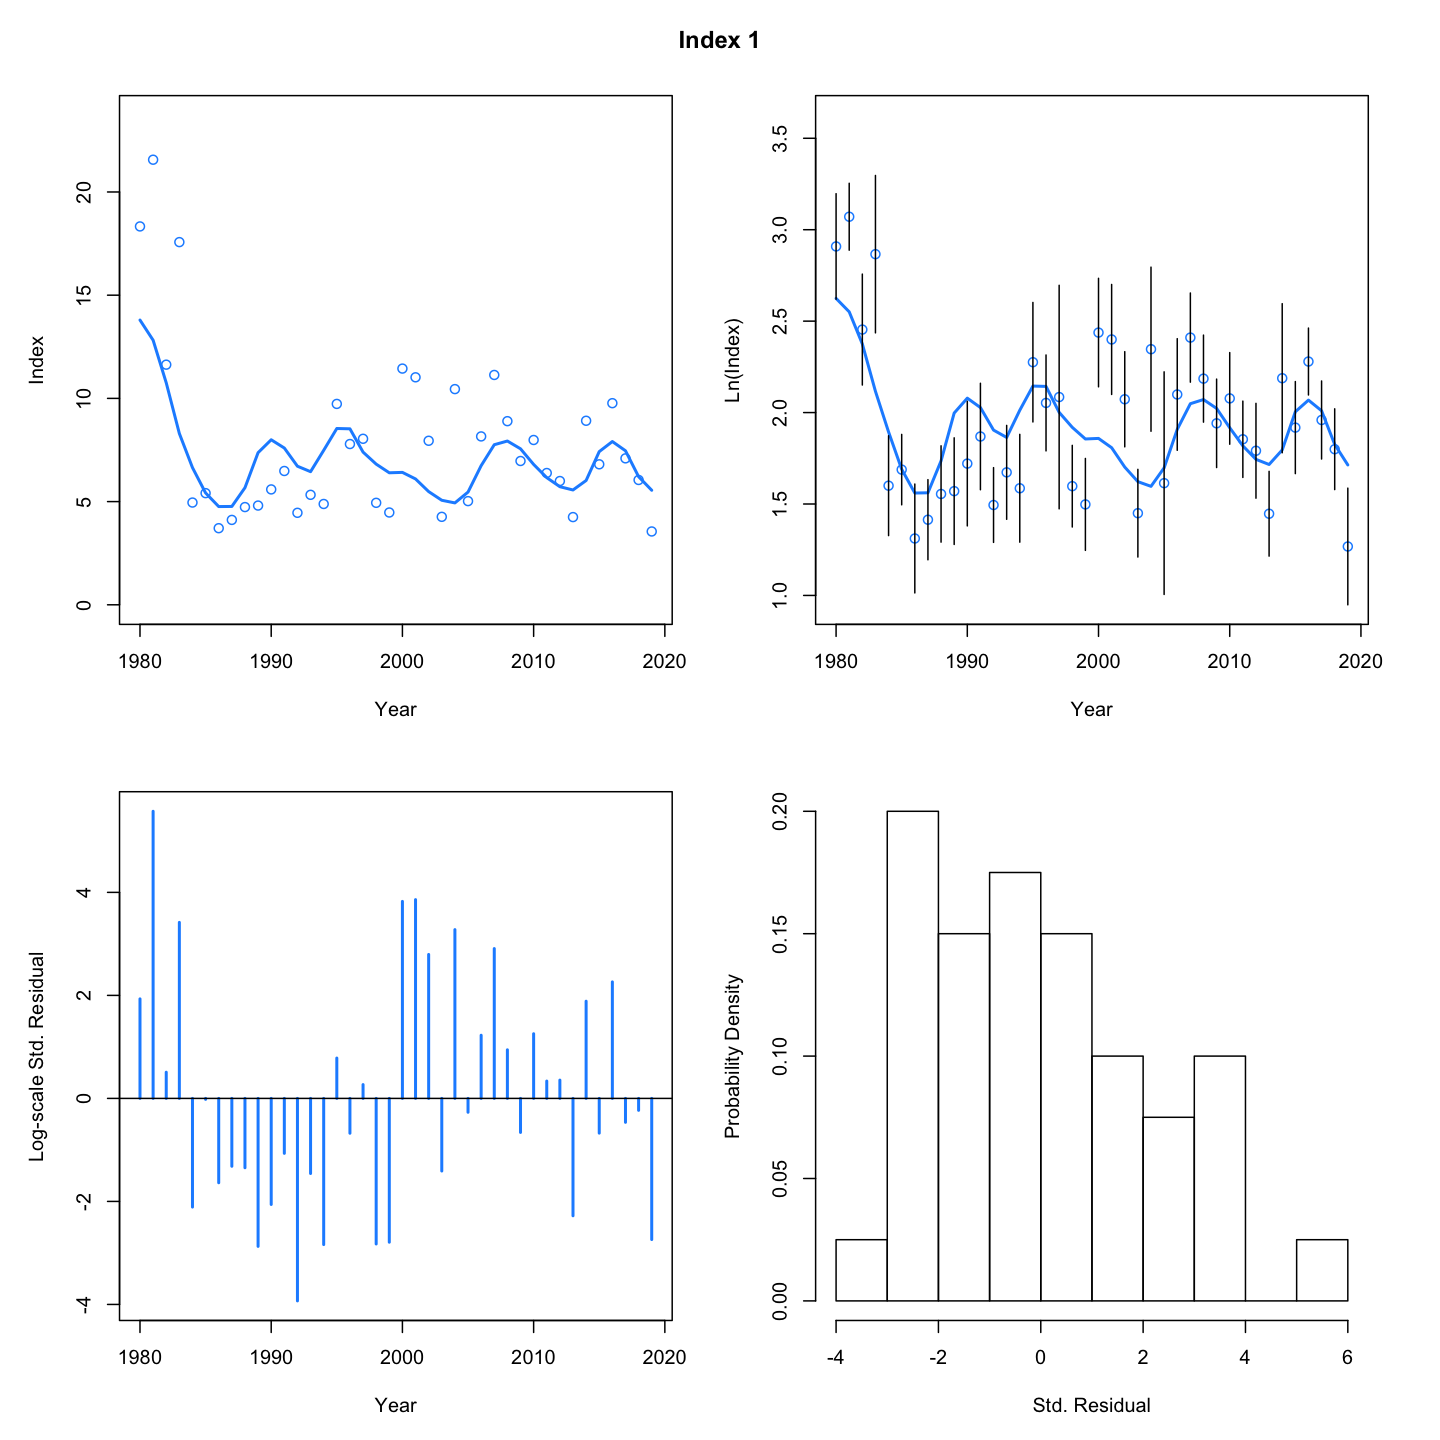 Index 1
Index
20
15
10
5
0
1980 1990 2000 2010 2020
Year
Ln(Index)
3.5
3.0
2.5
2.0
1.5
1.0
1980 1990 2000 2010 2020
Year
Log-scale Std. Residual
4
2
0
-2
-4
1980 1990 2000 2010 2020
Year
Probability Density
0.20
0.15
0.10
0.05
0.00
-4 -2 0 2 4 6
Std. Residual